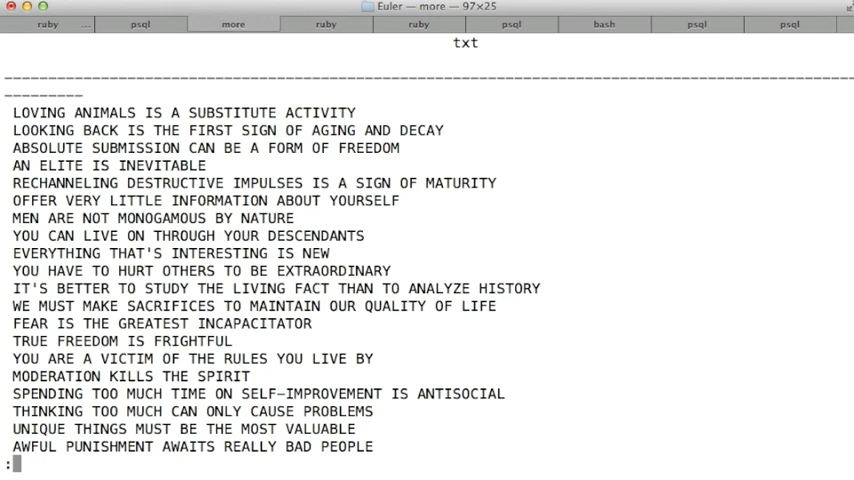 Euler — more — 97×25
ruby ... psql more ruby ruby psql bash psql psql
txt
LOVING ANIMALS IS A SUBSTITUTE ACTIVITY
LOOKING BACK IS THE FIRST SIGN OF AGING AND DECAY
ABSOLUTE SUBMISSION CAN BE A FORM OF FREEDOM
AN ELITE IS INEVITABLE
RECHANNELING DESTRUCTIVE IMPULSES IS A SIGN OF MATURITY
OFFER VERY LITTLE INFORMATION ABOUT YOURSELF
MEN ARE NOT MONOGAMOUS BY NATURE
YOU CAN LIVE ON THROUGH YOUR DESCENDANTS
EVERYTHING THAT'S INTERESTING IS NEW
YOU HAVE TO HURT OTHERS TO BE EXTRAORDINARY
IT'S BETTER TO STUDY THE LIVING FACT THAN TO ANALYZE HISTORY
WE MUST MAKE SACRIFICES TO MAINTAIN OUR QUALITY OF LIFE
FEAR IS THE GREATEST INCAPACITATOR
TRUE FREEDOM IS FRIGHTFUL
YOU ARE A VICTIM OF THE RULES YOU LIVE BY
MODERATION KILLS THE SPIRIT
SPENDING TOO MUCH TIME ON SELF-IMPROVEMENT IS ANTISOCIAL
THINKING TOO MUCH CAN ONLY CAUSE PROBLEMS
UNIQUE THINGS MUST BE THE MOST VALUABLE
AWFUL PUNISHMENT AWAITS REALLY BAD PEOPLE
: